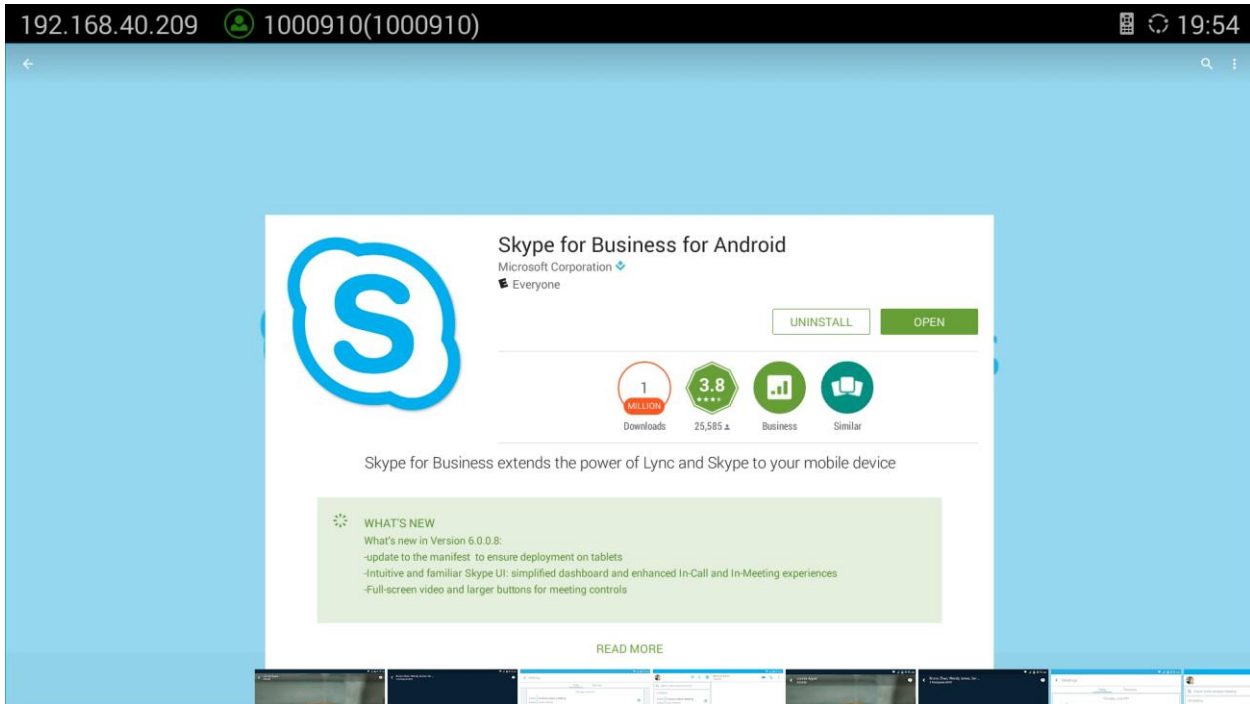 192.168.40.209 1000910(1000910) 19:54
S
Skype for Business for Android
Microsoft Corporation
E Everyone
UNINSTALL OPEN
1 MILLION 3.8
Downloads 25,585 Business Similar
Skype for Business extends the power of Lync and Skype to your mobile device
WHAT'S NEW
What's new in Version 6.0.0.8:
-update to the manifest to ensure deployment on tablets
-Intuitive and familiar Skype UI: simplified dashboard and enhanced In-Call and In-Meeting experiences
-Full-screen video and larger buttons for meeting controls
READ MORE